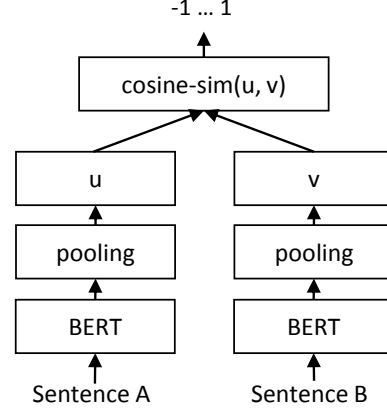 -1 … 1
cosine-sim(u, v)
u
v
pooling
pooling
BERT
BERT
Sentence A
Sentence B